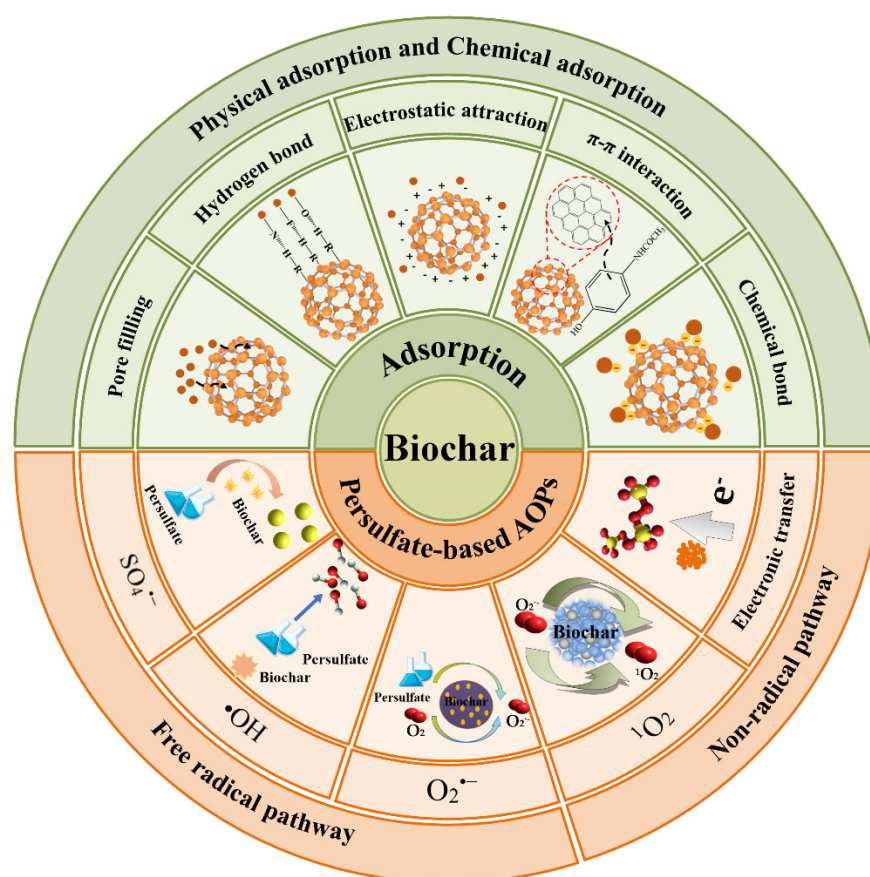 Physical adsorption and Chemical adsorption
Pore fillling
Hydrogen bond
Electrostatic attraction
π-π interaction
Chemical bond
N H R
F H R
O H R
+ - + - + - + -
HO
NHCOCH3
Adsorption
Biochar
Persulfate-based AOPs
Persulfate
Biochar
SO4•−
Biochar
Persulfate
•OH
Persulfate
Biochar
O2
O2•−
O2•−
O2•−
Biochar
1O2
1O2
e-
Electronic transfer
Free radical pathway
Non-radical pathway